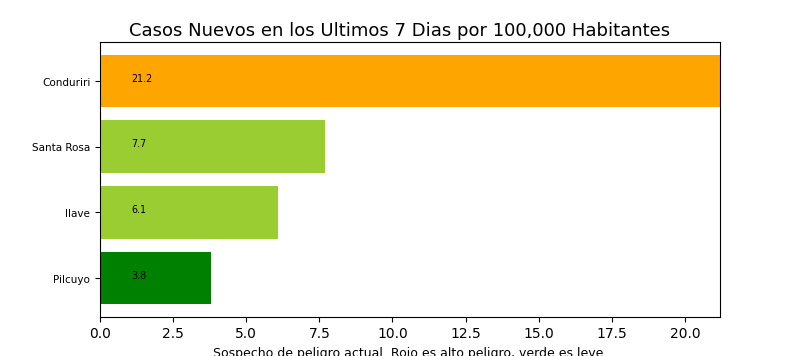 Casos Nuevos en los Ultimos 7 Dias por 100,000 Habitantes
Conduriri
21.2
Santa Rosa
7.7
Ilave
6.1
Pilcuyo
3.8
0.0 2.5 5.0 7.5 10.0 12.5 15.0 17.5 20.0
Sospecho de peligro actual. Rojo es alto peligro, verde es leve